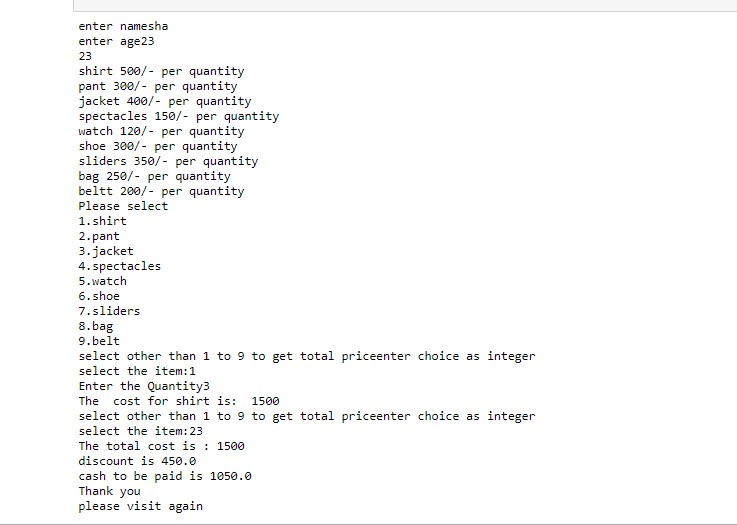 enter namesha
enter age23
23
shirt 500/- per quantity
pant 300/- per quantity
jacket 400/- per quantity
spectacles 150/- per quantity
watch 120/- per quantity
shoe 300/- per quantity
sliders 350/- per quantity
bag 250/- per quantity
beltt 200/- per quantity
Please select
1.shirt
2.pant
3.jacket
4.spectacles
5.watch
6.shoe
7.sliders
8.bag
9.belt
select other than 1 to 9 to get total priceenter choice as integer
select the item:1
Enter the Quantity3
The  cost for shirt is:  1500
select other than 1 to 9 to get total priceenter choice as integer
select the item:23
The total cost is : 1500
discount is 450.0
cash to be paid is 1050.0
Thank you
please visit again